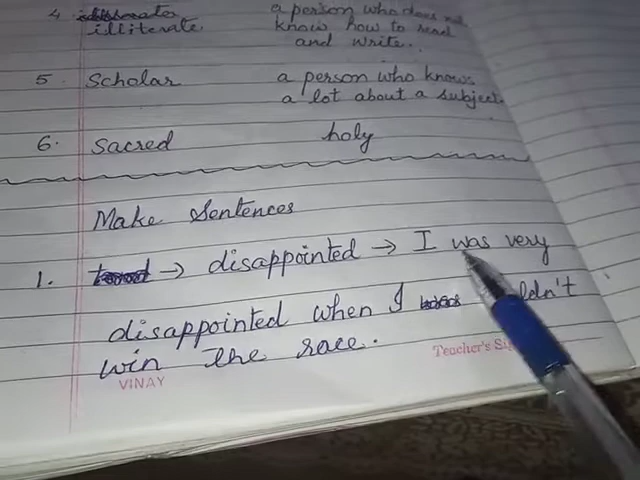 4 illiterate a person who does not
know how to read
and write.
5. Scholar a person who knows
a lot about a subject.
6. Sacred holy
Make Sentences
1. → disappointed → I was very
disappointed when I
win the race.
Teacher's
VINAY